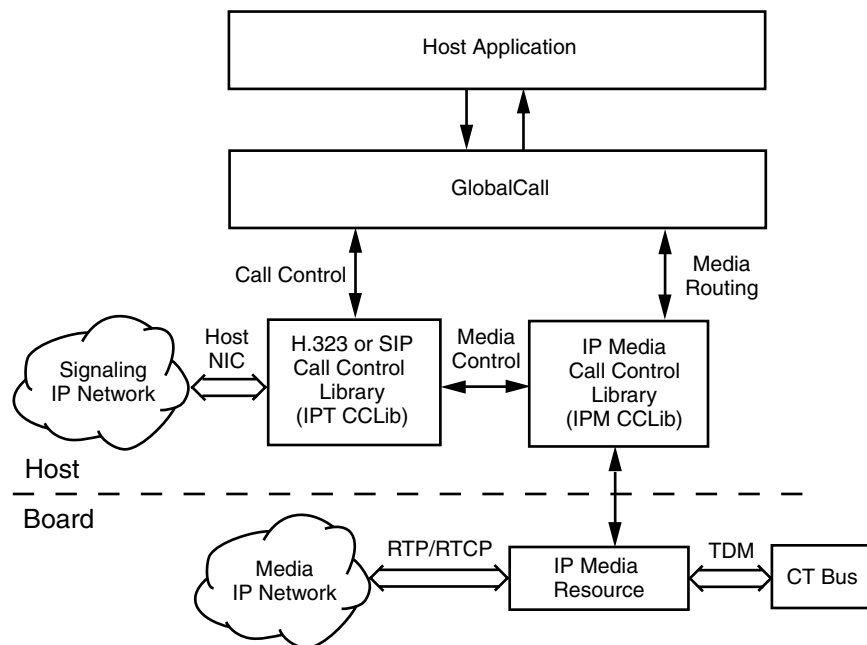 Host Application
GlobalCall
Call Control
Media
Routing
Signaling
IP Network
Host
NIC
H.323 or SIP
Call Control
Library
(IPT CCLib)
Media
Control
IP Media
Call Control
Library
(IPM CCLib)
Host
Board
Media
IP Network
RTP/RTCP
IP Media
Resource
TDM
CT Bus